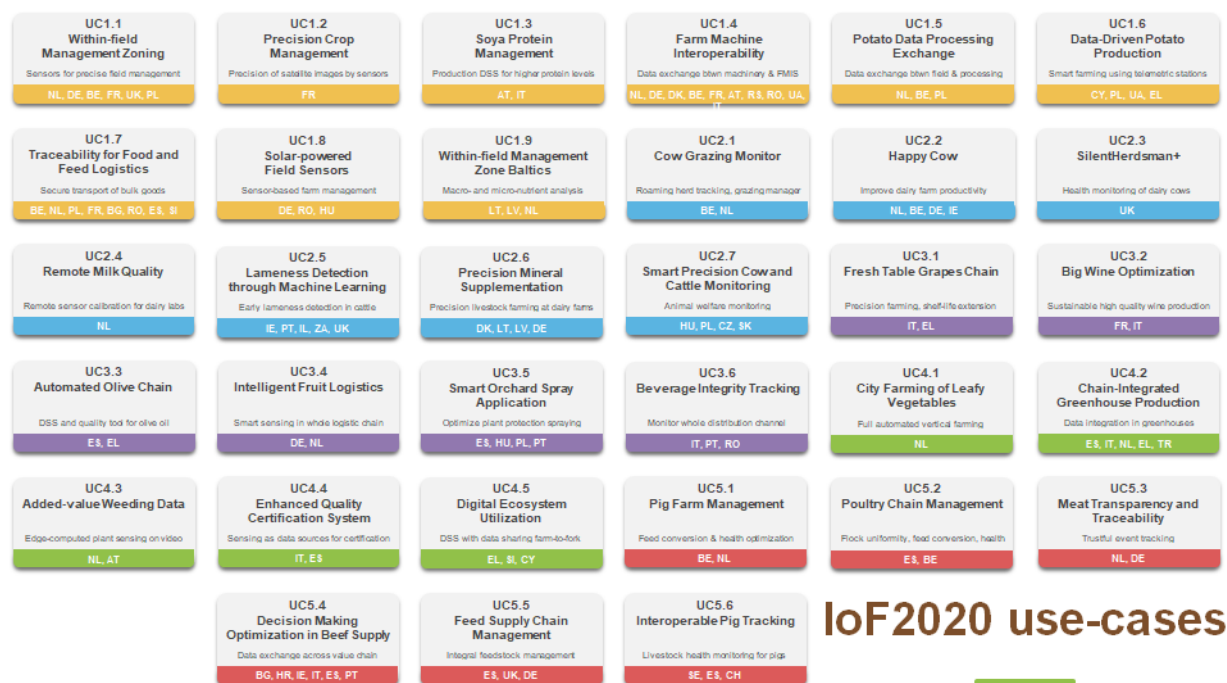 UC1.1
Within-field
Management Zoning
Sensors for precise field management
NL, DE, BE, FR, UK, PL
UC1.2
Precision Crop
Management
Precision of satellite images by sensors
FR
UC1.3
Soya Protein
Management
Production DSS for higher protein levels
AT, IT
UC1.4
Farm Machine
Interoperability
Data exchange btwn machinery & FMIS
NL, DE, DK, BE, FR, AT, RS, RO, UA,
IT
UC1.5
Potato Data Processing
Exchange
Data exchange btwn field & processing
NL, BE, PL
UC1.6
Data-Driven Potato
Production
Smart farming using telemetric stations
CY, PL, UA, EL
UC1.7
Traceability for Food and
Feed Logistics
Secure transport of bulk goods
BE, NL, PL, FR, BG, RO, ES, SI
UC1.8
Solar-powered
Field Sensors
Sensor-based farm management
DE, RO, HU
UC1.9
Within-field Management
Zone Baltics
Macro- and micro-nutrient analysis
LT, LV, NL
UC2.1
Cow Grazing Monitor
Roaming herd tracking, grazing manager
BE, NL
UC2.2
Happy Cow
Improve dairy farm productivity
NL, BE, DE, IE
UC2.3
SilentHerdsman+
Health monitoring of dairy cows
UK
UC2.4
Remote Milk Quality
Remote sensor calibration for dairy labs
NL
UC2.5
Lameness Detection
through Machine Learning
Early lameness detection in cattle
IE, PT, IL, ZA, UK
UC2.6
Precision Mineral
Supplementation
Precision livestock farming at dairy farms
DK, LT, LV, DE
UC2.7
Smart Precision Cow and
Cattle Monitoring
Animal welfare monitoring
HU, PL, CZ, SK
UC3.1
Fresh Table Grapes Chain
Precision farming, shelf-life extension
IT, EL
UC3.2
Big Wine Optimization
Sustainable high quality wine production
FR, IT
UC3.3
Automated Olive Chain
DSS and quality tool for olive oil
ES, EL
UC3.4
Intelligent Fruit Logistics
Smart sensing in whole logistic chain
DE, NL
UC3.5
Smart Orchard Spray
Application
Optimize plant protection spraying
ES, HU, PL, PT
UC3.6
Beverage Integrity Tracking
Monitor whole distribution channel
IT, PT, RO
UC4.1
City Farming of Leafy
Vegetables
Full automated vertical farming
NL
UC4.2
Chain-Integrated
Greenhouse Production
Data integration in greenhouses
ES, IT, NL, EL, TR
UC4.3
Added-value Weeding Data
Edge-computed plant sensing on video
NL, AT
UC4.4
Enhanced Quality
Certification System
Sensing as data sources for certification
IT, ES
UC4.5
Digital Ecosystem
Utilization
DSS with data sharing farm-to-fork
EL, SI, CY
UC5.1
Pig Farm Management
Feed conversion & health optimization
BE, NL
UC5.2
Poultry Chain Management
Flock uniformity, feed conversion, health
ES, BE
UC5.3
Meat Transparency and
Traceability
Trustful event tracking
NL, DE
UC5.4
Decision Making
Optimization in Beef Supply
Data exchange across value chain
BG, HR, IE, IT, ES, PT
UC5.5
Feed Supply Chain
Management
Integral feedstock management
ES, UK, DE
UC5.6
Interoperable Pig Tracking
Livestock health monitoring for pigs
SE, ES, CH
IoF2020 use-cases